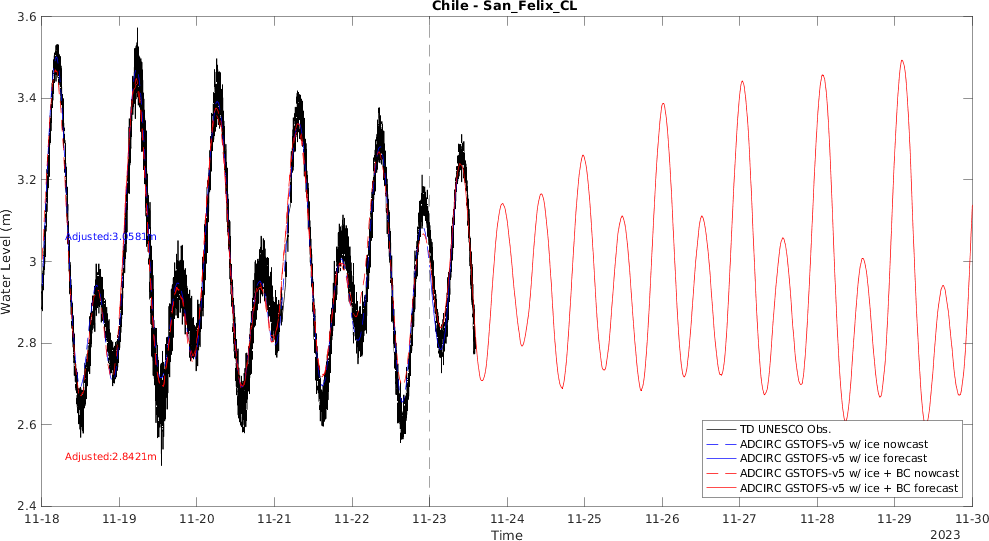 Chile - San_Felix_CL
3.6
3.4
3.2
3
2.8
2.6
2.4
Water Level (m)
Adjusted:3.0581m
Adjusted:2.8421m
TD UNESCO Obs.
ADCIRC GSTOFS-v5 w/ ice nowcast
ADCIRC GSTOFS-v5 w/ ice forecast
ADCIRC GSTOFS-v5 w/ ice + BC nowcast
ADCIRC GSTOFS-v5 w/ ice + BC forecast
11-18 11-19 11-20 11-21 11-22 11-23 11-24 11-25 11-26 11-27 11-28 11-29 11-30
Time
2023